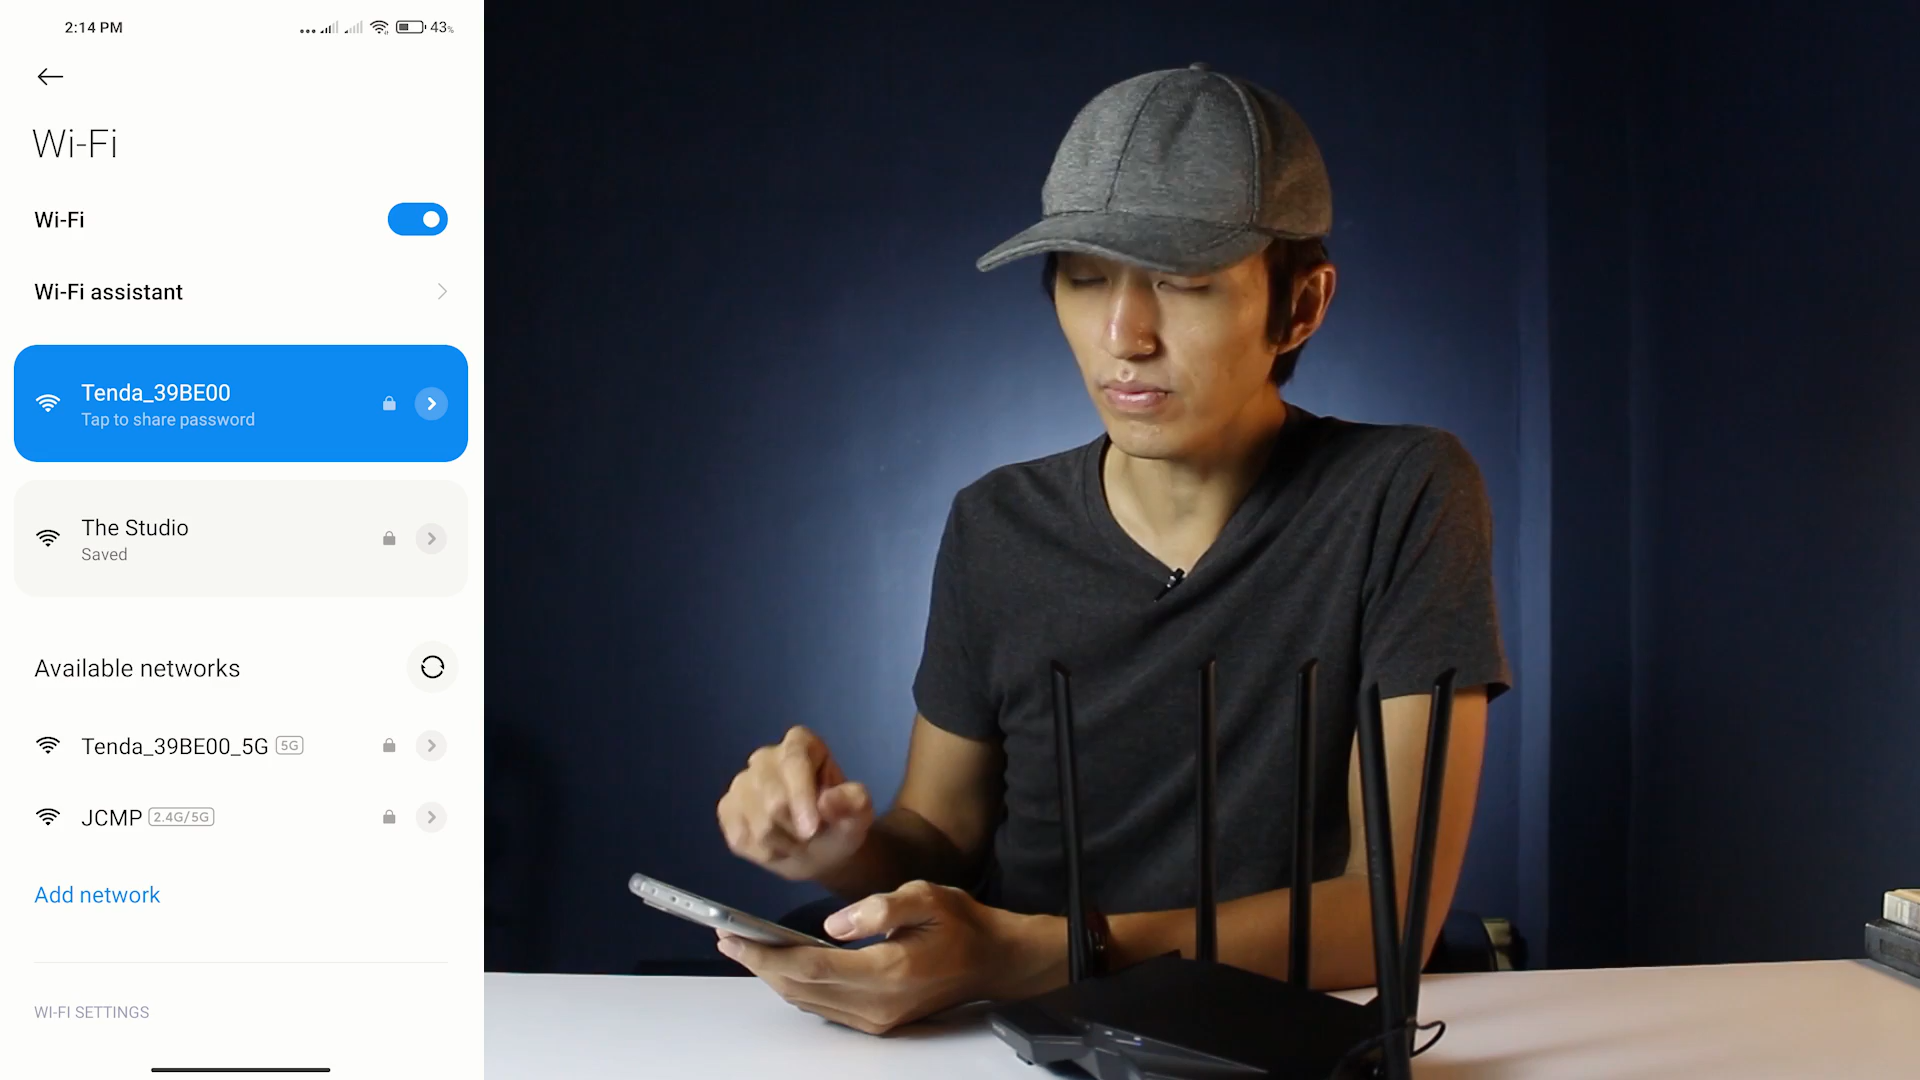 2:14 PM
43%
Wi-Fi
Wi-Fi
Wi-Fi assistant
Tenda_39BE00
Tap to share password
The Studio
Saved
Available networks
Tenda_39BE00_5G 5G
JCMP 2.4G/5G
Add network
WI-FI SETTINGS